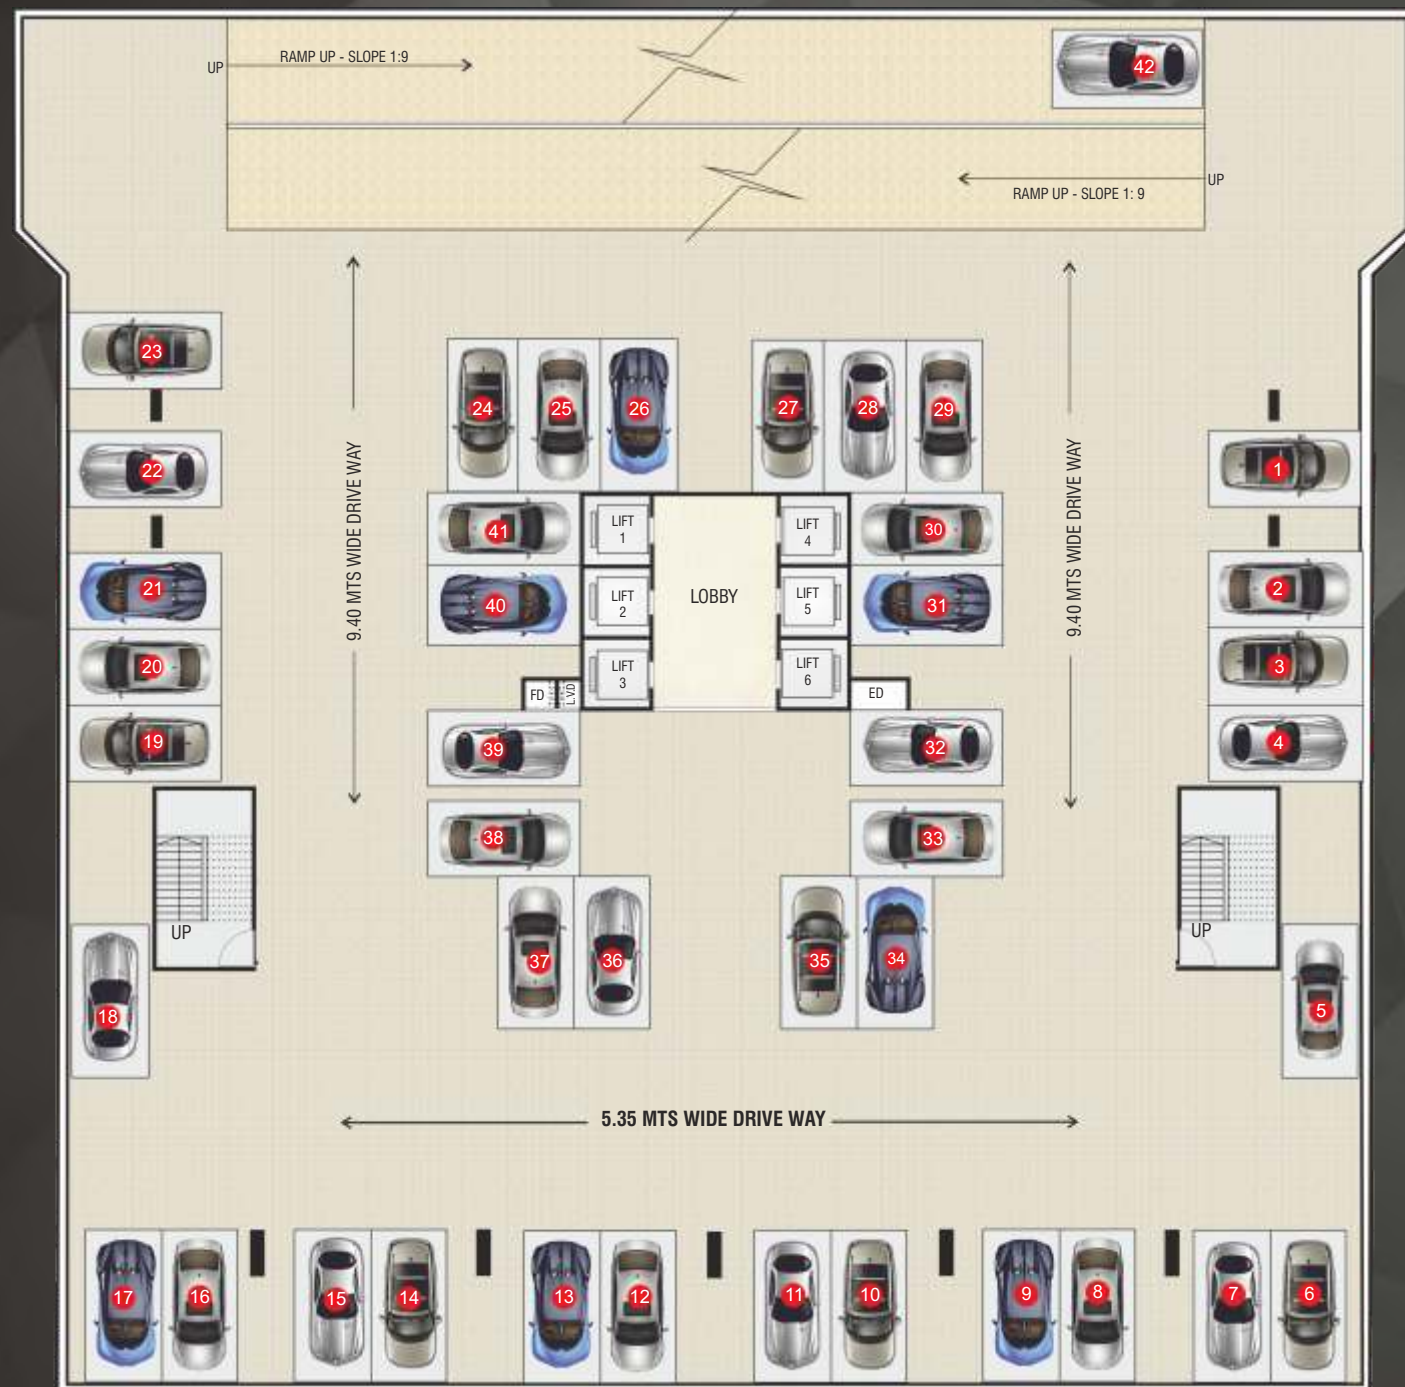 RAMP UP - SLOPE 1:9
UP
42
UP
RAMP UP - SLOPE 1: 9
23
24
25
26
27
28
29
22
1
9.40 MTS WIDE DRIVE WAY
9.40 MTS WIDE DRIVE WAY
41
LIFT
1
LIFT
4
30
21
40
LIFT
2
LOBBY
LIFT
5
31
2
20
LIFT
3
LIFT
6
3
FD
L.V.D
ED
19
39
32
4
38
33
UP
UP
37
36
35
34
18
5
5.35 MTS WIDE DRIVE WAY
17
16
15
14
13
12
11
10
9
8
7
6